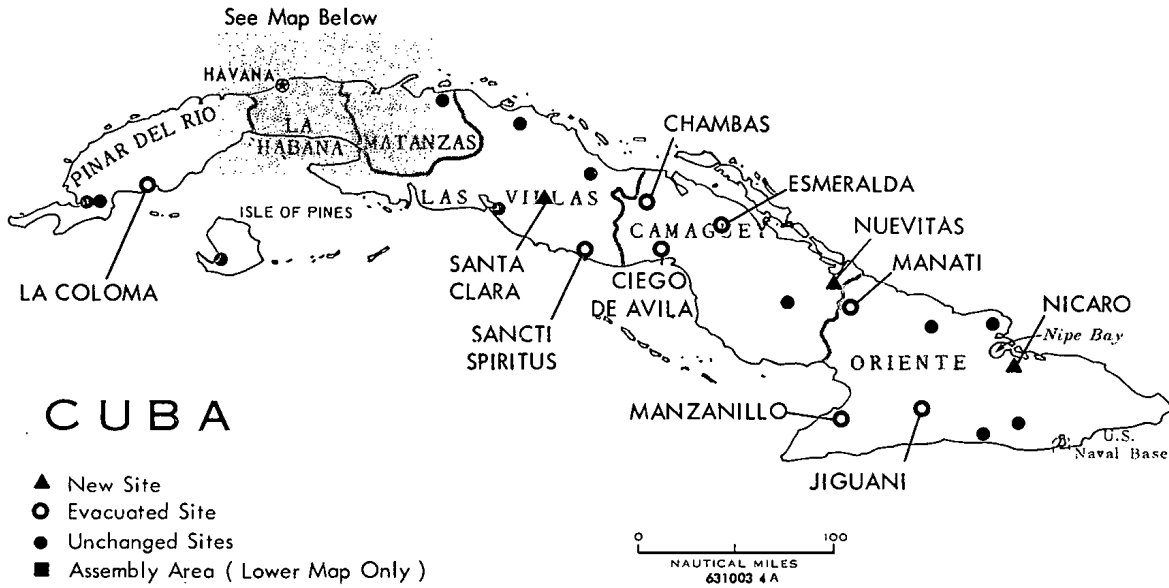 See Map Below
HAVANA
PINAR DEL RIO
LA
HABANA
MATANZAS
CHAMBAS
ESMERALDA
ISLE OF PINES
LAS VILLAS
CAMAGUEY
NUEVITAS
LA COLOMA
SANTA
CLARA
CIEGO
DE AVILA
MANATI
SANCTI
SPIRITUS
NICARO
Nipe Bay
ORIENTE
MANZANILLO
U.S.
Naval Base
JIGUANI
CUBA
New Site
Evacuated Site
Unchanged Sites
Assembly Area ( Lower Map Only )
0 100
NAUTICAL MILES
631003 4A